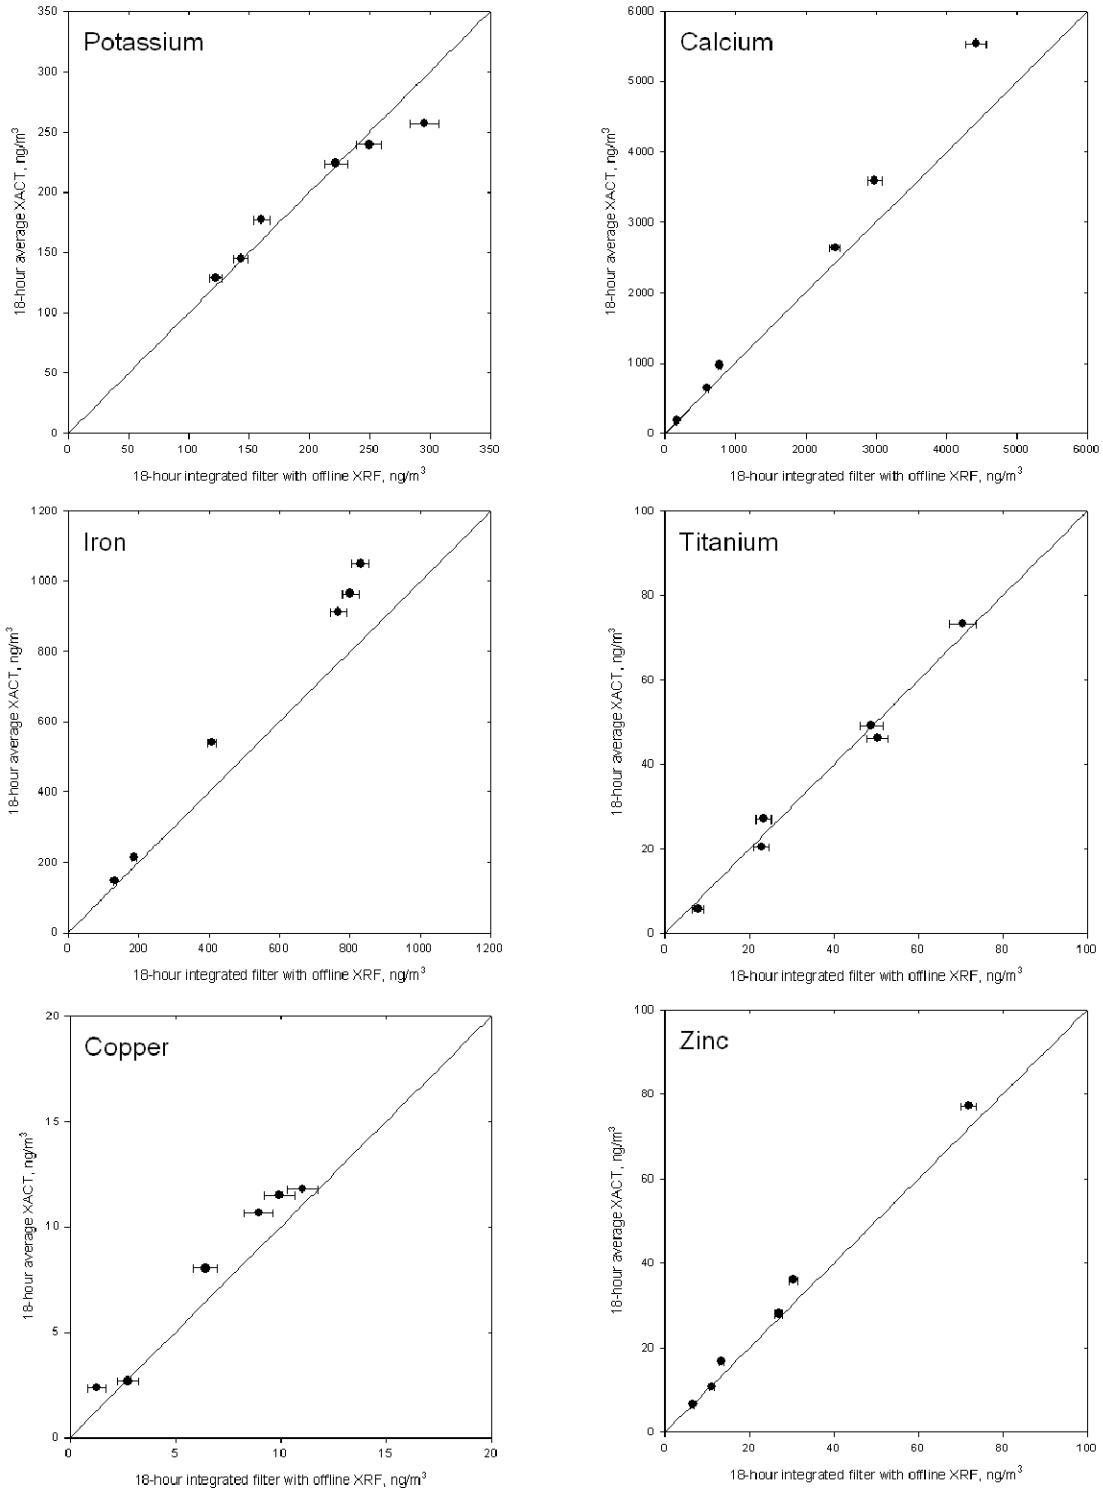 Potassium
18-hour average XACT, ng/m³
350
300
250
200
150
100
50
0
0 50 100 150 200 250 300 350
18-hour integrated filter with offline XRF, ng/m³
Calcium
18-hour average XACT, ng/m³
6000
5000
4000
3000
2000
1000
0
0 1000 2000 3000 4000 5000 6000
18-hour integrated filter with offline XRF, ng/m³
Iron
18-hour average XACT, ng/m³
1200
1000
800
600
400
200
0
0 200 400 600 800 1000 1200
18-hour integrated filter with offline XRF, ng/m³
Titanium
18-hour average XACT, ng/m³
100
80
60
40
20
0
0 20 40 60 80 100
18-hour integrated filter with offline XRF, ng/m³
Copper
18-hour average XACT, ng/m³
20
15
10
5
0
0 5 10 15 20
18-hour integrated filter with offline XRF, ng/m³
Zinc
18-hour average XACT, ng/m³
100
80
60
40
20
0
0 20 40 60 80 100
18-hour integrated filter with offline XRF, ng/m³